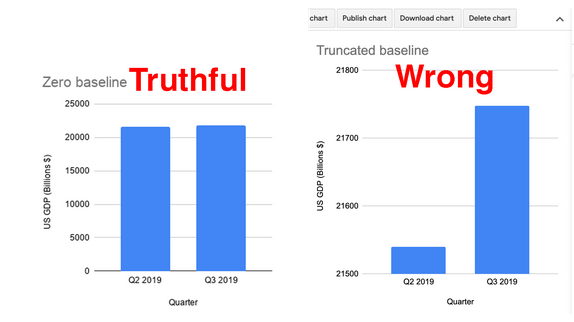 Zero baseline Truthful
25000
20000
15000
10000
5000
0
US GDP (Billions $)
Q2 2019 Q3 2019
Quarter
chart Publish chart Download chart Delete chart
Truncated baseline
Wrong
21800
21700
21600
21500
US GDP (Billions $)
Q2 2019 Q3 2019
Quarter